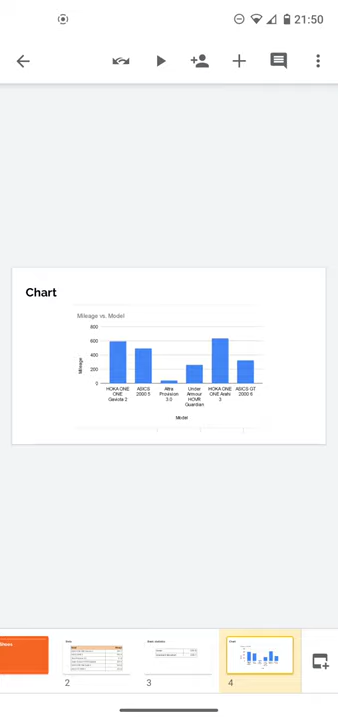 21:50
Chart
Mileage vs. Model
800
600
400
200
0
Mileage
HOKA ONE ONE Gaviota 2
ASICS 2000 5
Altra Provision 3.0
Under Armour HOVR Guardian
HOKA ONE ONE Arahi 3
ASICS GT 2000 6
Model
2
3
4